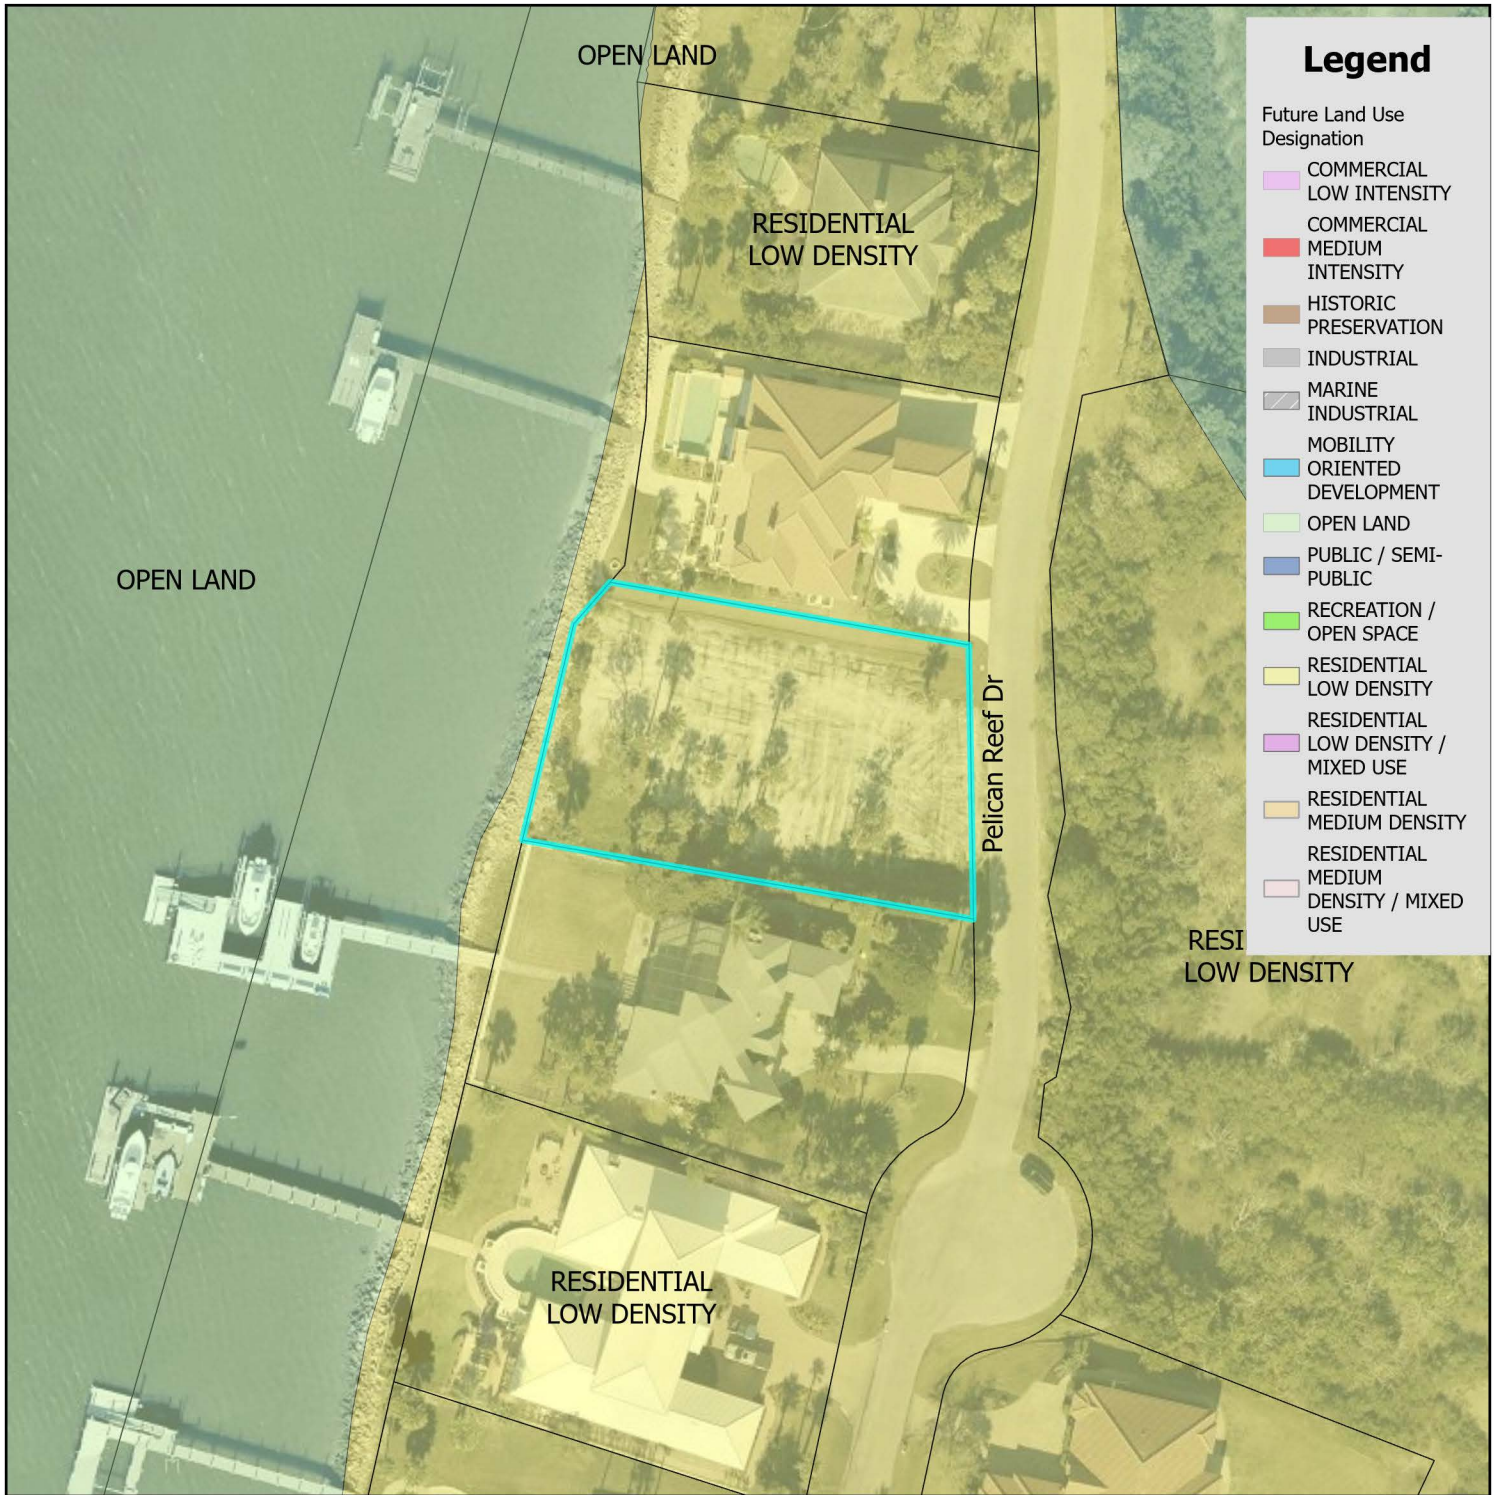 OPEN LAND
RESIDENTIAL
LOW DENSITY
OPEN LAND
Pelican Reef Dr
RESI
LOW DENSITY
RESIDENTIAL
LOW DENSITY
Legend
Future Land Use
Designation
COMMERCIAL
LOW INTENSITY
COMMERCIAL
MEDIUM
INTENSITY
HISTORIC
PRESERVATION
INDUSTRIAL
MARINE
INDUSTRIAL
MOBILITY
ORIENTED
DEVELOPMENT
OPEN LAND
PUBLIC / SEMI-
PUBLIC
RECREATION /
OPEN SPACE
RESIDENTIAL
LOW DENSITY
RESIDENTIAL
LOW DENSITY /
MIXED USE
RESIDENTIAL
MEDIUM DENSITY
RESIDENTIAL
MEDIUM
DENSITY / MIXED
USE